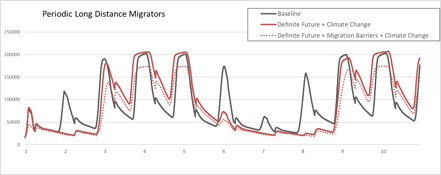 Periodic Long Distance Migrators
Baseline
Definite Future + Climate Change
Definite Future + Migration Barriers + Climate Change
250000
200000
150000
100000
50000
0
1 2 3 4 5 6 7 8 9 10